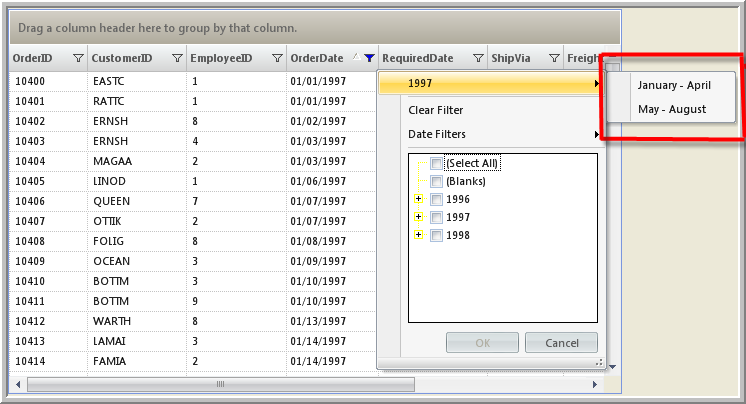 Drag a column header here to group by that column.
OrderID CustomerID EmployeeID OrderDate RequiredDate ShipVia Freight
10400 EASTC 1 01/01/1997
10401 RATTC 1 01/01/1997
10402 ERNSH 8 01/02/1997
10403 ERNSH 4 01/03/1997
10404 MAGAA 2 01/03/1997
10405 LINOD 1 01/06/1997
10406 QUEEN 7 01/07/1997
10407 OTTIK 2 01/07/1997
10408 FOLIG 8 01/08/1997
10409 OCEAN 3 01/09/1997
10410 BOTTM 3 01/10/1997
10411 BOTTM 9 01/10/1997
10412 WARTH 8 01/13/1997
10413 LAMAI 3 01/14/1997
10414 FAMIA 2 01/14/1997
1997
Clear Filter
Date Filters
(Select All)
(Blanks)
1996
1997
1998
OK Cancel
January - April
May - August